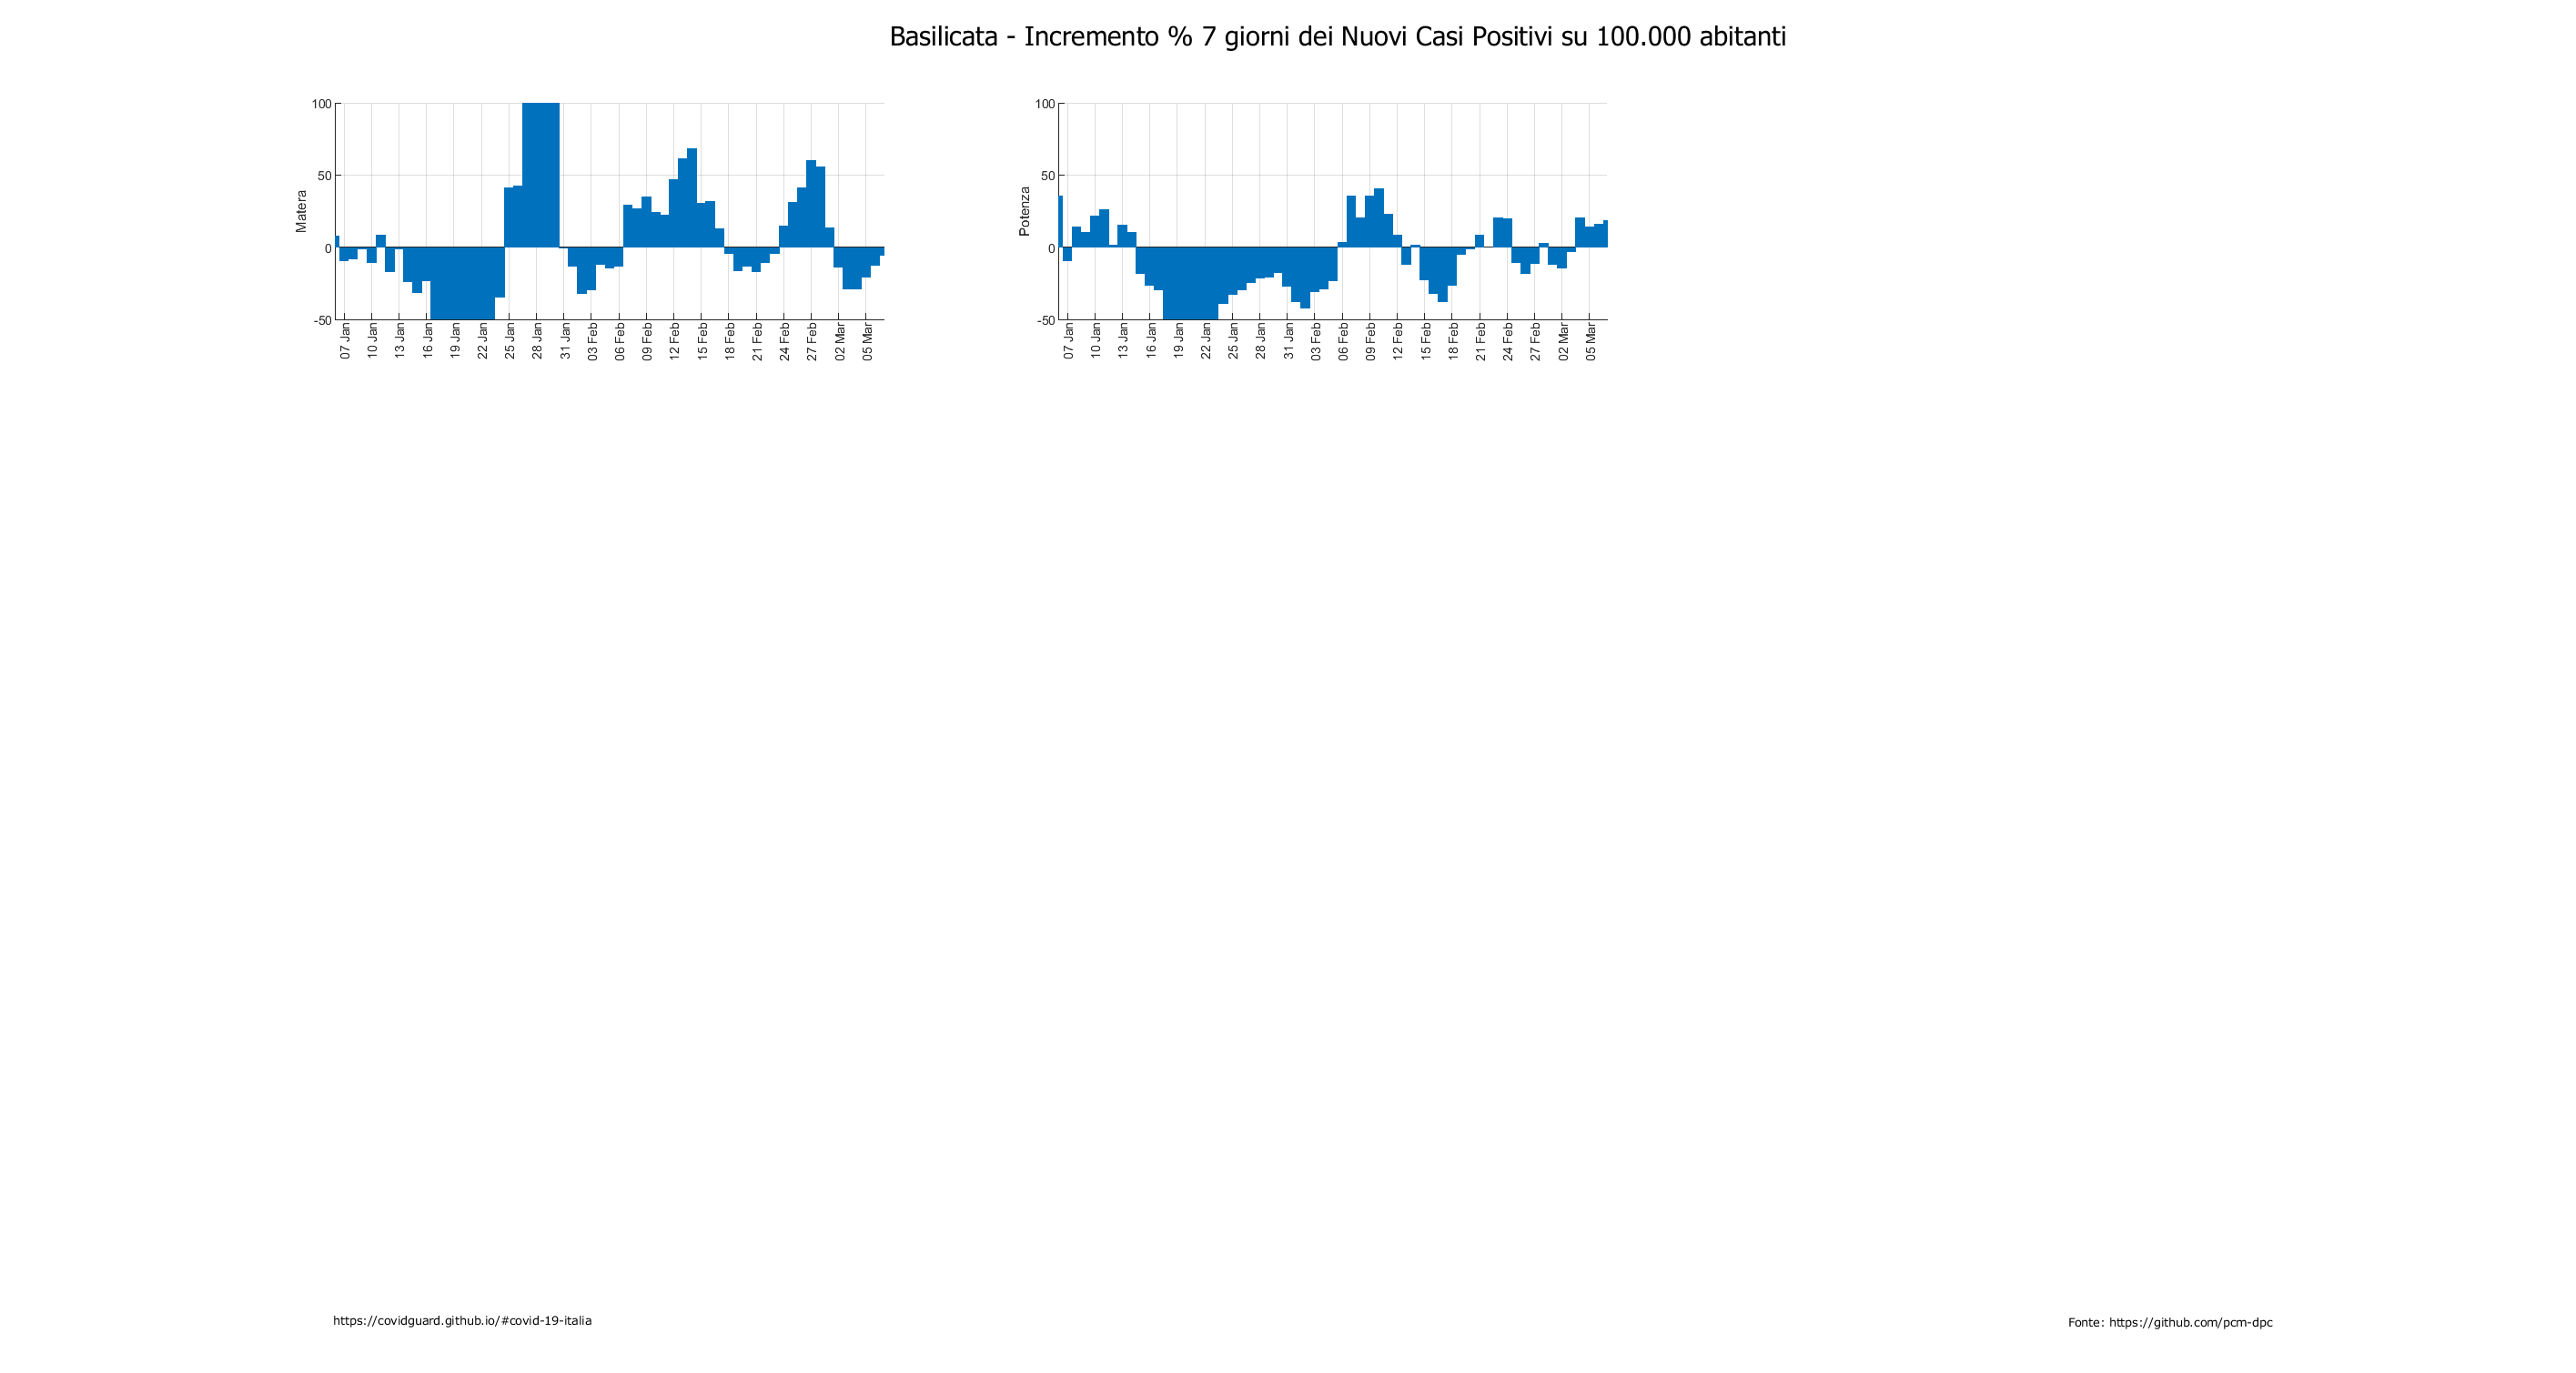 Basilicata - Incremento % 7 giorni dei Nuovi Casi Positivi su 100.000 abitanti
Matera
100
50
0
-50
07 Jan
10 Jan
13 Jan
16 Jan
19 Jan
22 Jan
25 Jan
28 Jan
31 Jan
03 Feb
06 Feb
09 Feb
12 Feb
15 Feb
18 Feb
21 Feb
24 Feb
27 Feb
02 Mar
05 Mar
Potenza
100
50
0
-50
07 Jan
10 Jan
13 Jan
16 Jan
19 Jan
22 Jan
25 Jan
28 Jan
31 Jan
03 Feb
06 Feb
09 Feb
12 Feb
15 Feb
18 Feb
21 Feb
24 Feb
27 Feb
02 Mar
05 Mar
https://covidguard.github.io/#covid-19-italia
Fonte: https://github.com/pcm-dpc